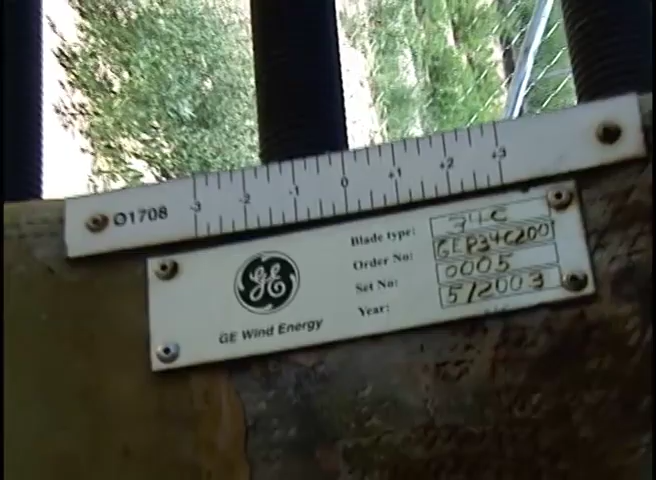 Ø1708 -3 -2 -1 0 +1 +2 +3
GE
GE Wind Energy
Blade type: 34C
Order No: GEP34C200
Set No: 0005
Year: 5/2003